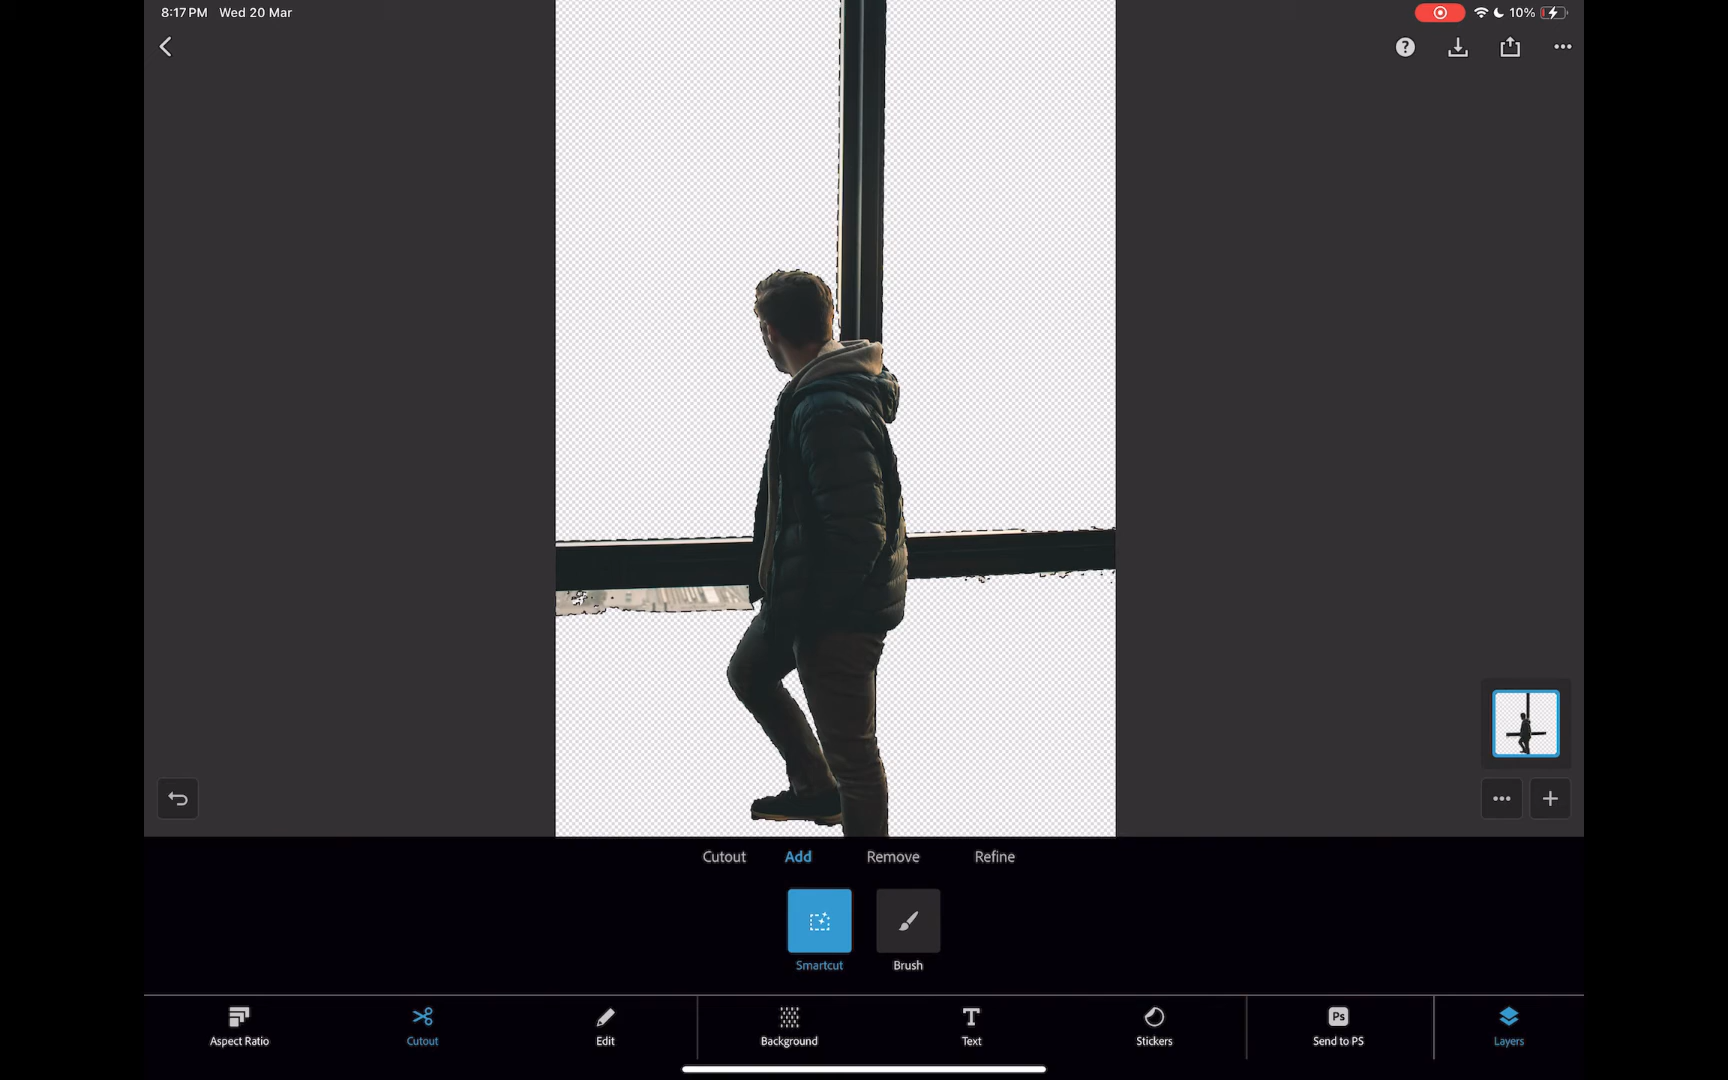 8:17 PM Wed 20 Mar
10%
?
Cutout Add Remove Refine
Smartcut Brush
Aspect Ratio Cutout Edit Background Text Stickers Send to PS Layers
T
Ps